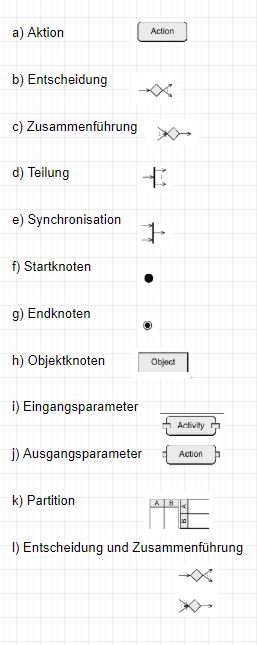 a) Aktion
Action
b) Entscheidung
c) Zusammenführung
d) Teilung
e) Synchronisation
f) Startknoten
g) Endknoten
h) Objektknoten
Object
i) Eingangsparameter
Activity
j) Ausgangsparameter
Action
k) Partition
A B
A
B
l) Entscheidung und Zusammenführung